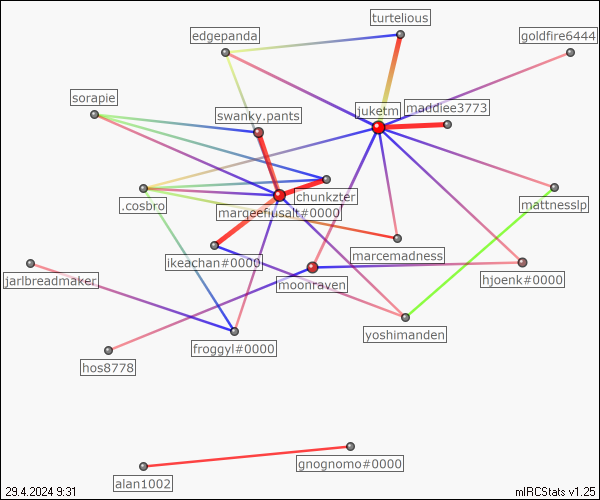 turtelious
edgepanda
goldfire6444
sorapie
swanky.pants
juketm
maddiee3773
chunkzter
.cosbro
marqeefiusalt#0000
mattnesslp
ikeachan#0000
marcemadness
jarlbreadmaker
moonraven
hjoenk#0000
yoshimanden
froggyl#0000
hos8778
gnognomo#0000
alan1002
29.4.2024 9:31
mIRCStats v1.25